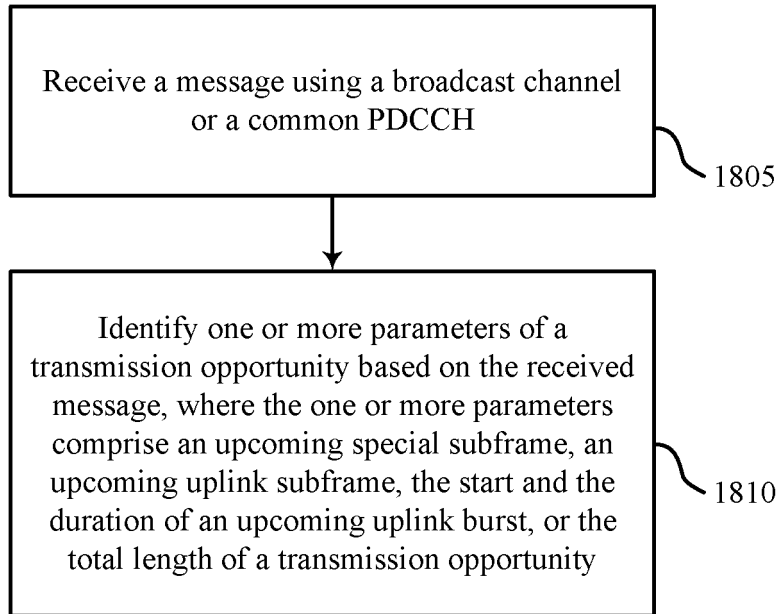 Receive a message using a broadcast channel
or a common PDCCH
1805
Identify one or more parameters of a
transmission opportunity based on the received
message, where the one or more parameters
comprise an upcoming special subframe, an
upcoming uplink subframe, the start and the
duration of an upcoming uplink burst, or the
total length of a transmission opportunity
1810